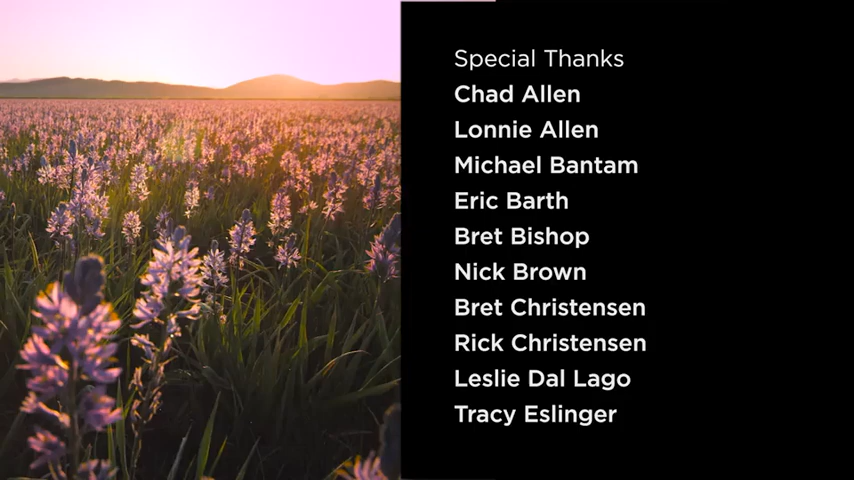 Special Thanks
Chad Allen
Lonnie Allen
Michael Bantam
Eric Barth
Bret Bishop
Nick Brown
Bret Christensen
Rick Christensen
Leslie Dal Lago
Tracy Eslinger